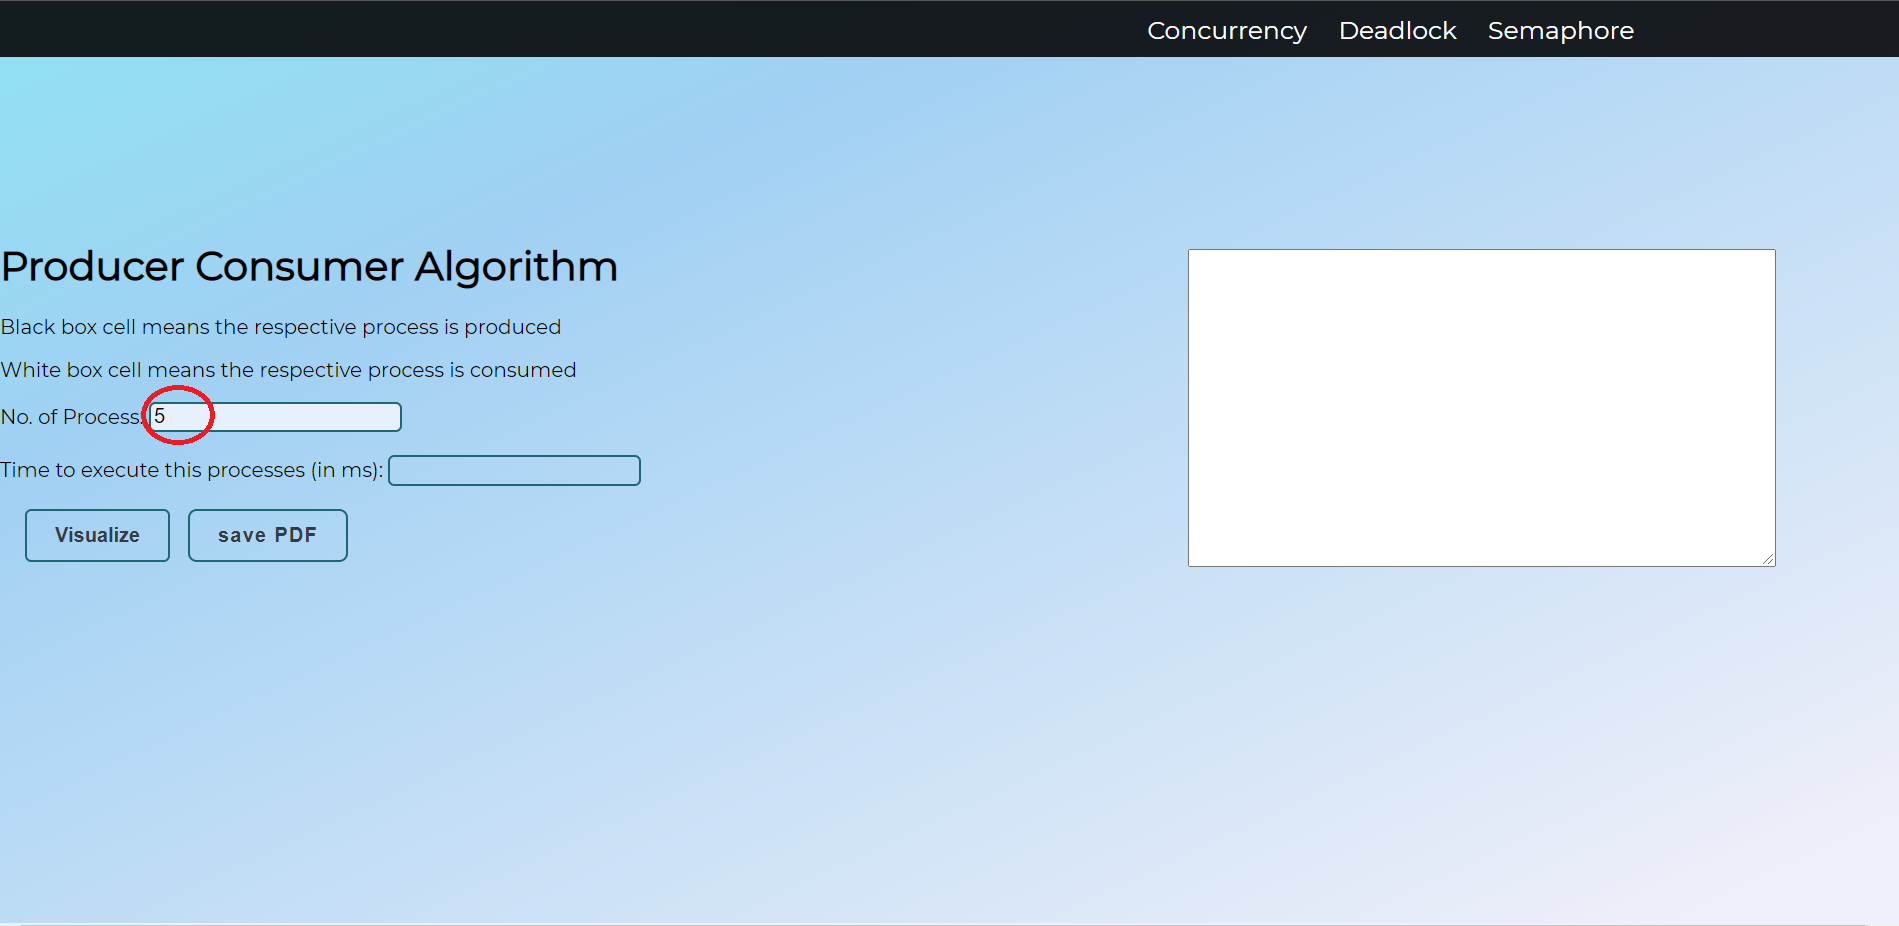 Concurrency Deadlock Semaphore
Producer Consumer Algorithm
Black box cell means the respective process is produced
White box cell means the respective process is consumed
No. of Process: 5
Time to execute this processes (in ms):
Visualize save PDF